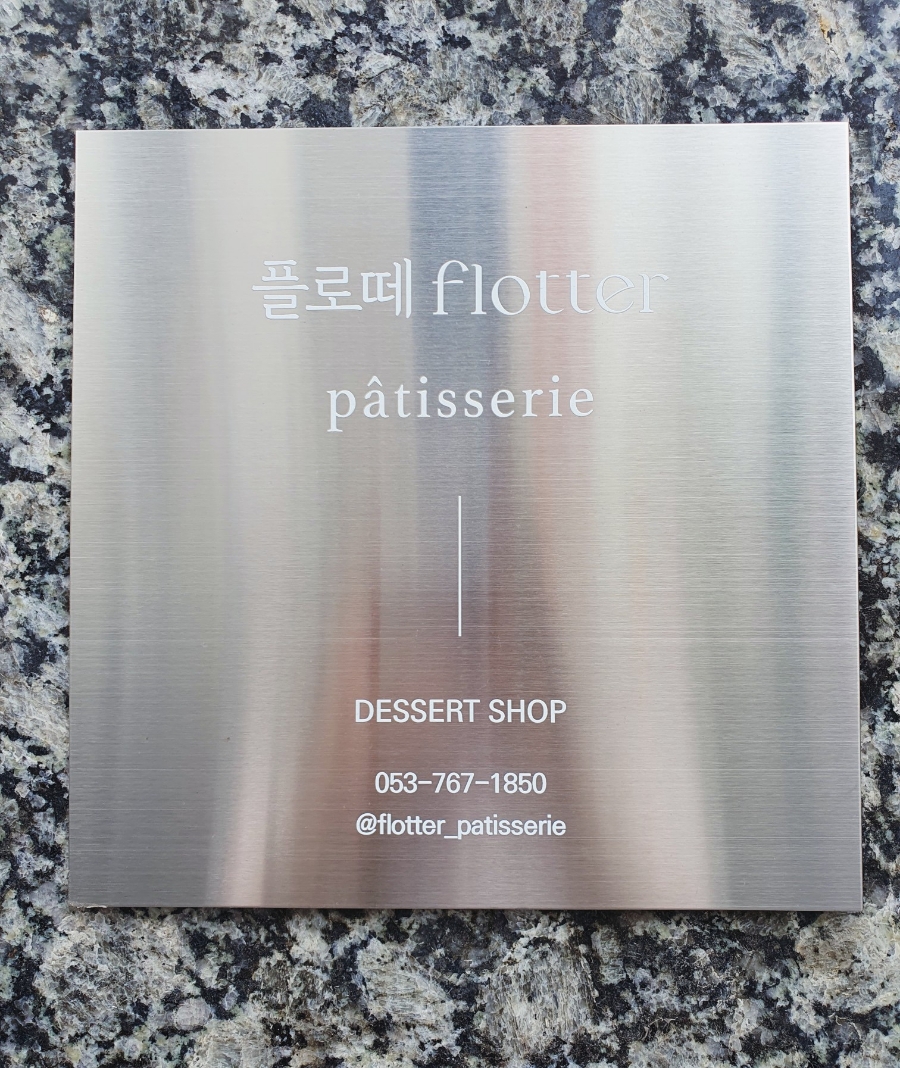 플로떼 flotter
pâtisserie
DESSERT SHOP
053-767-1850
@flotter_patisserie